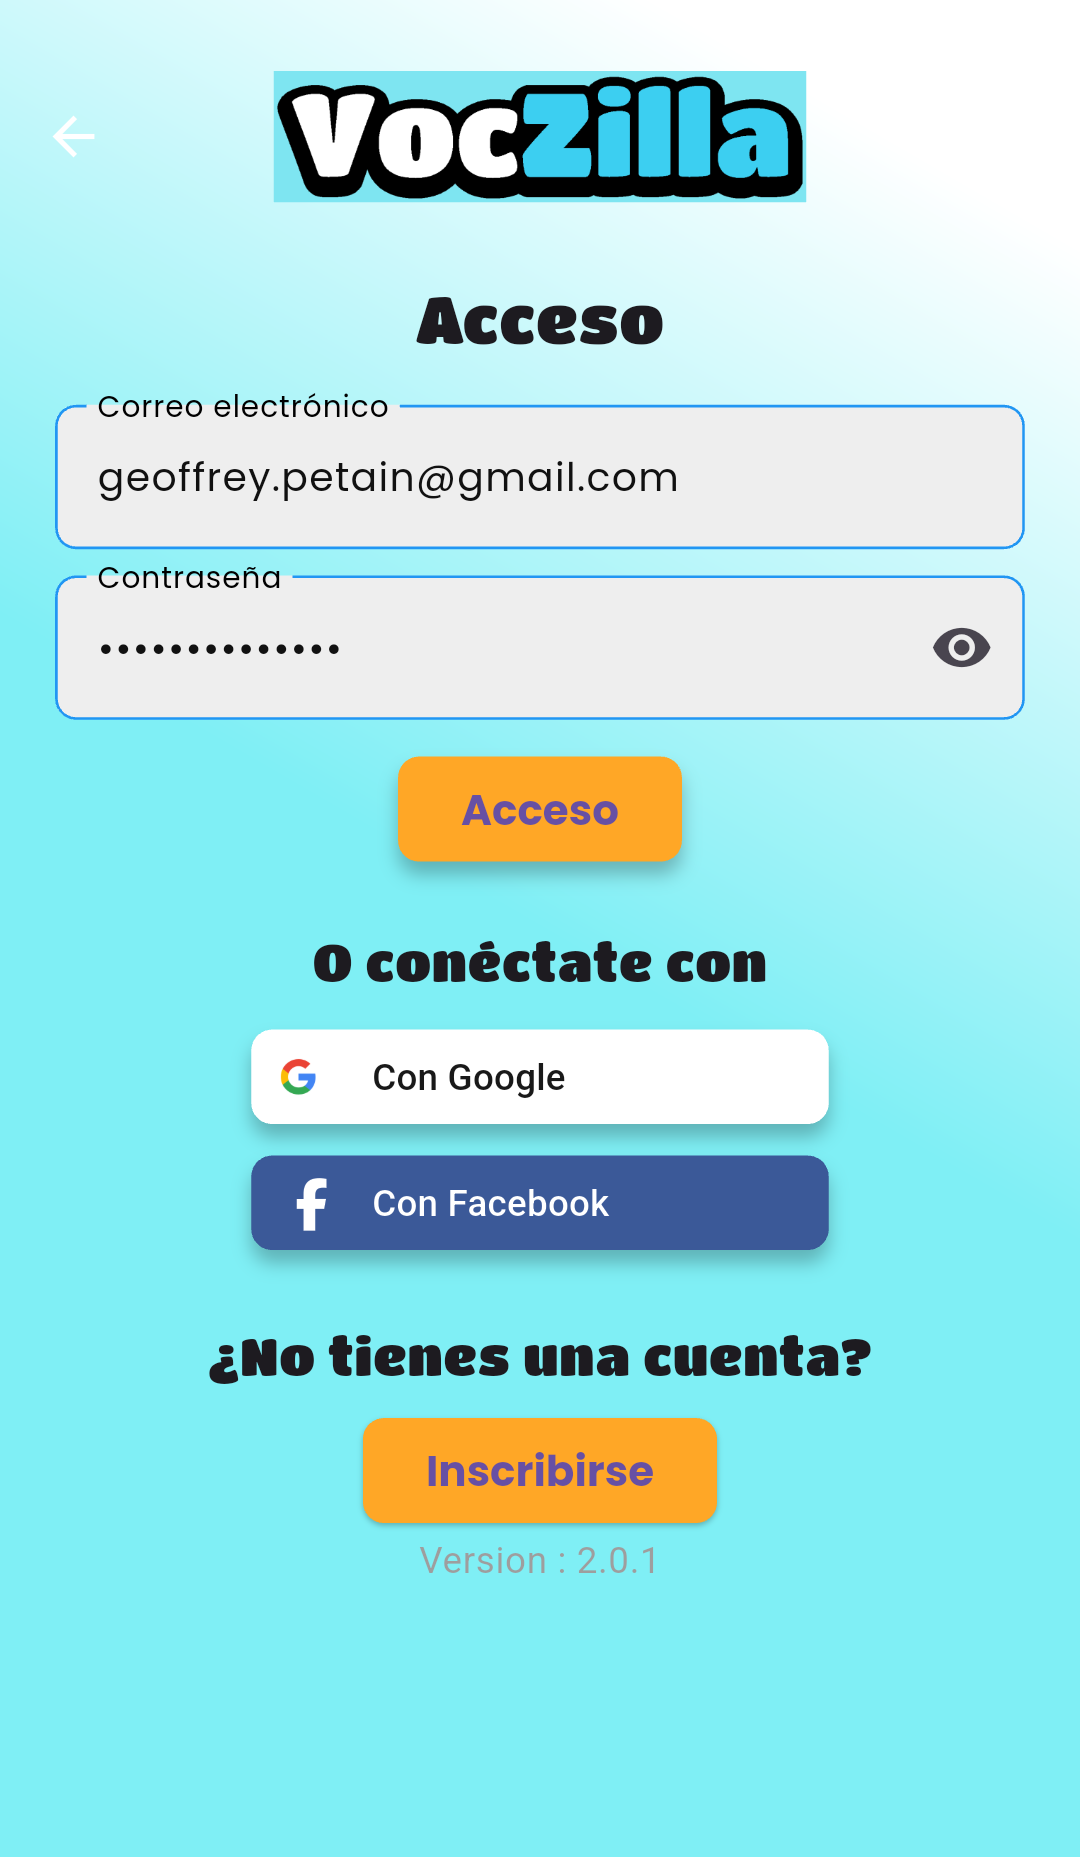 VocZilla
Acceso
Correo electrónico
geoffrey.petain@gmail.com
Contraseña
••••••••••••••
Acceso
O conéctate con
Con Google
Con Facebook
¿No tienes una cuenta?
Inscribirse
Version : 2.0.1